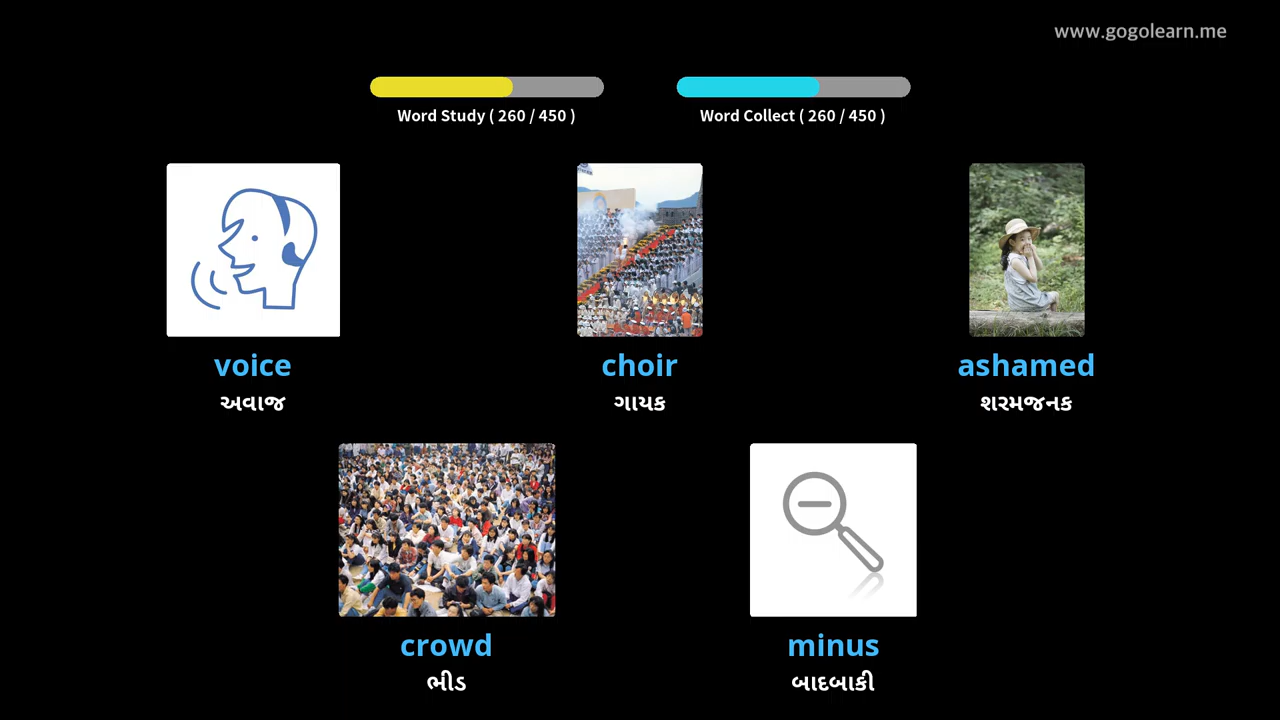 www.gogolearn.me
Word Study ( 260 / 450 )
Word Collect ( 260 / 450 )
voice
અવાજ
choir
ગાયક
ashamed
શરમજનક
crowd
ભીડ
minus
બાદબાકી